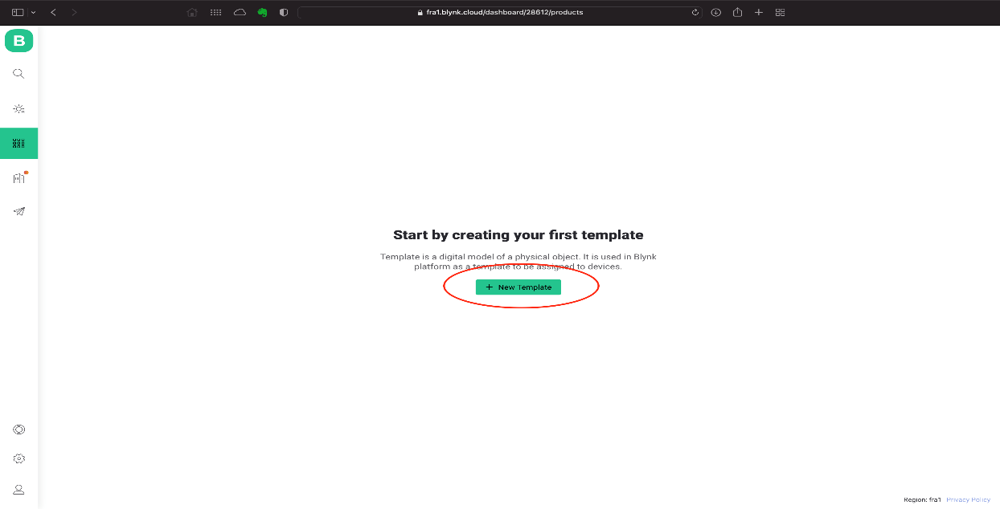 fra1.blynk.cloud/dashboard/28612/products
B
Start by creating your first template
Template is a digital model of a physical object. It is used in Blynk
platform as a template to be assigned to devices.
+ New Template
Region: fra1 Privacy Policy